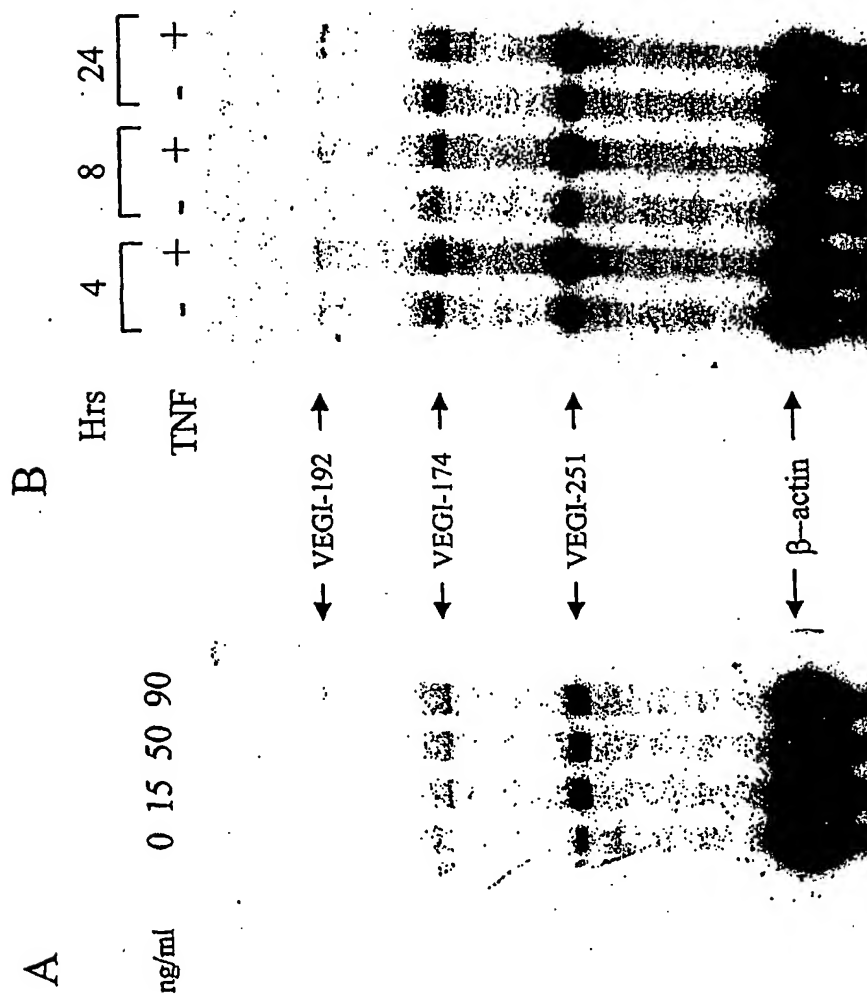 A
ng/ml 0 15 50 90
B
Hrs 4 8 24
TNF - + - + - +
← VEGI-192 →
← VEGI-174 →
← VEGI-251 →
← β–actin →